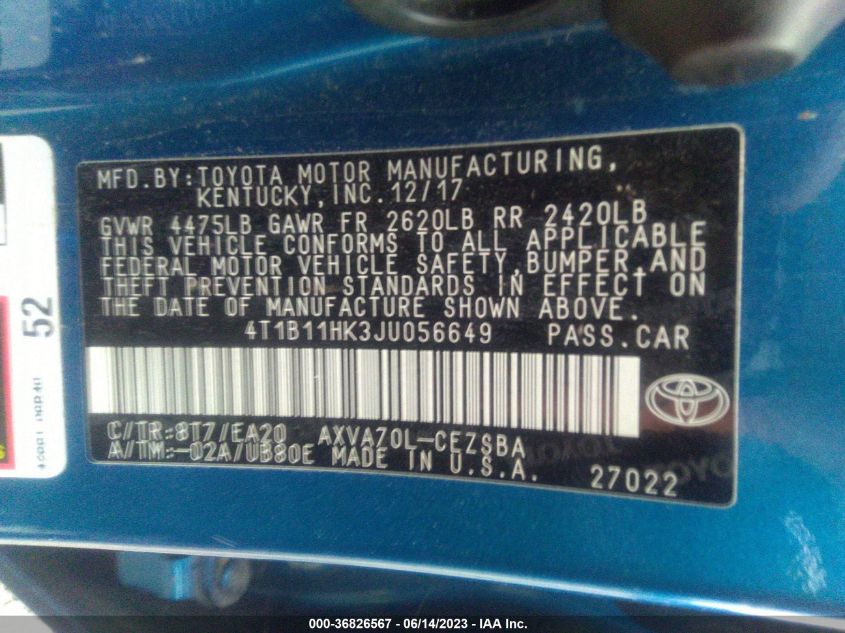 MFD.BY:TOYOTA MOTOR MANUFACTURING,
KENTUCKY,INC.12/17
GVWR 4475LB GAWR FR 2620LB RR 2420LB
THIS VEHICLE CONFORMS TO ALL APPLICABLE
FEDERAL MOTOR VEHICLE SAFETY,BUMPER,AND
THEFT PREVENTION STANDARDS IN EFFECT ON
THE DATE OF MANUFACTURE SHOWN ABOVE.
4T1B11HK3JU056649 PASS.CAR
C/TR:8T7/EA20 AXVA70L-CEZSBA
A/TM:-02A/UB80E MADE IN U.S.A.
27022
52
000-36826567 - 06/14/2023 - IAA Inc.